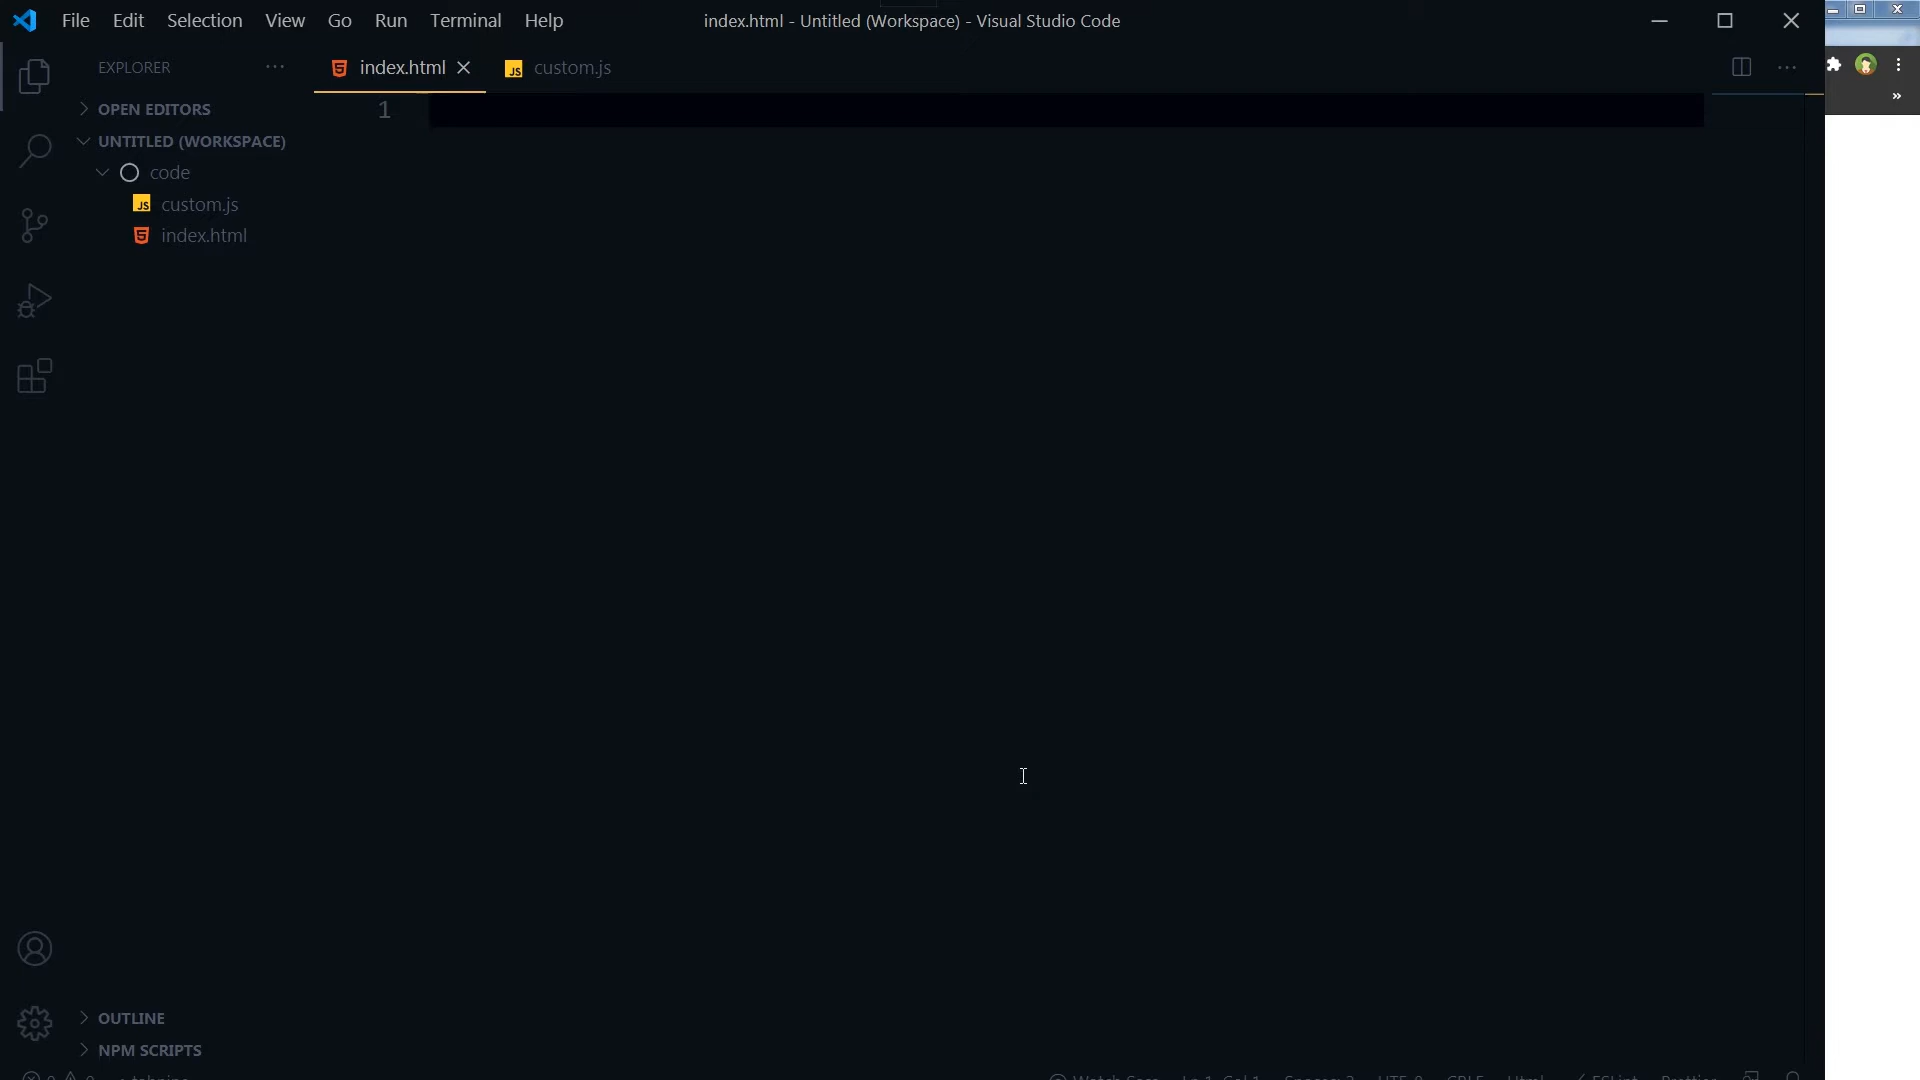 File Edit Selection View Go Run Terminal Help
index.html - Untitled (Workspace) - Visual Studio Code
EXPLORER
index.html
custom.js
OPEN EDITORS
1
UNTITLED (WORKSPACE)
code
custom.js
index.html
OUTLINE
NPM SCRIPTS